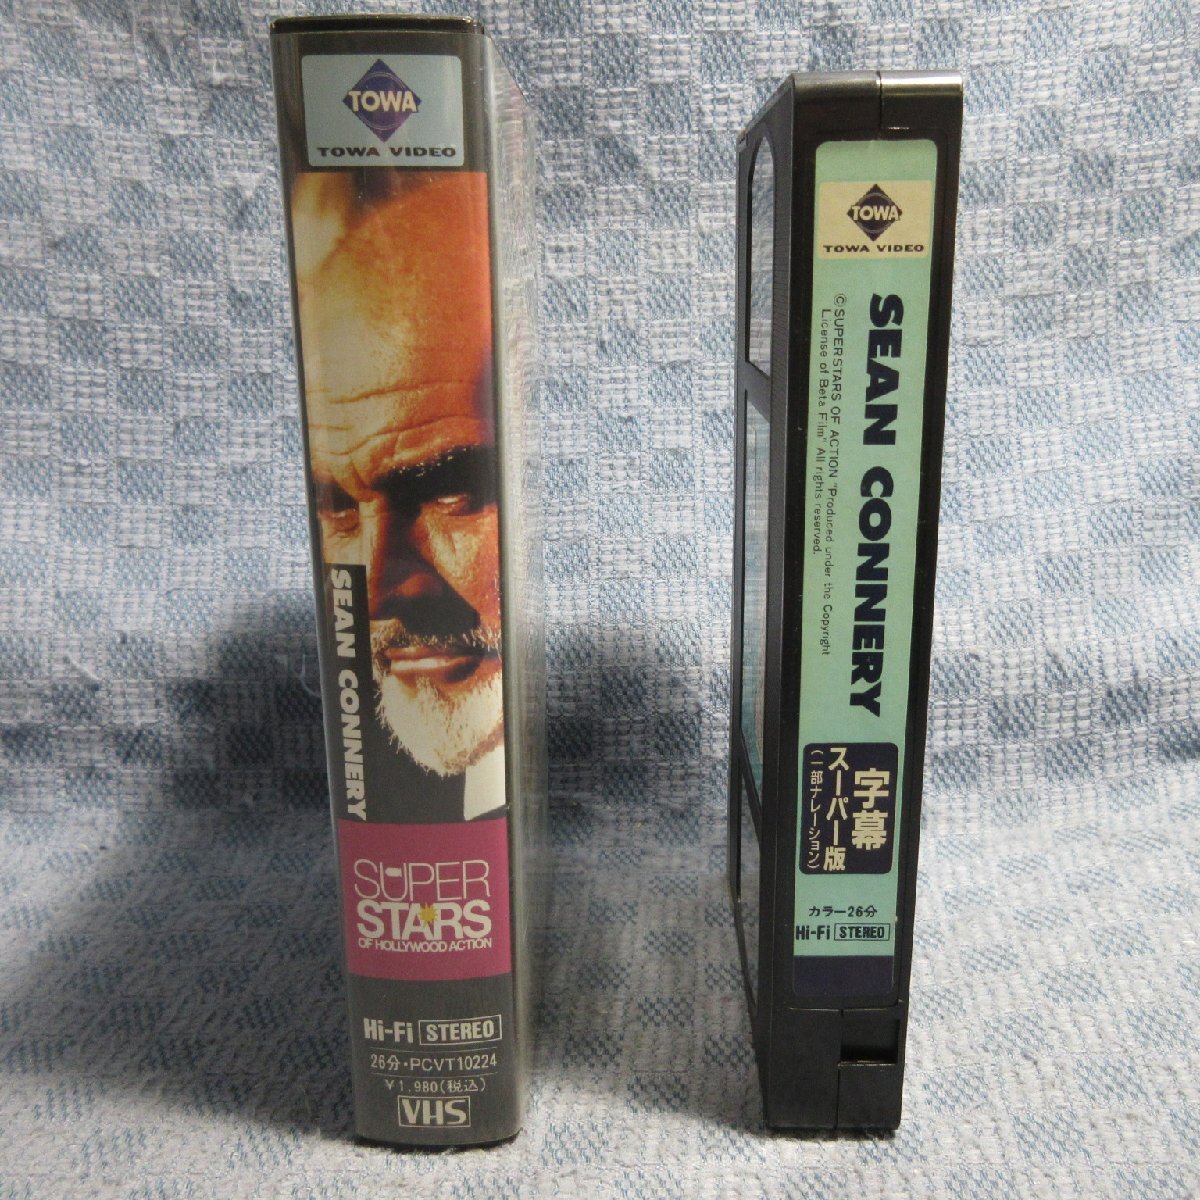 TOWA
TOWA VIDEO
SEAN CONNERY
SUPER
STARS
OF HOLLYWOOD ACTION
Hi-Fi STEREO
26分・PCVT10224
¥1,980(税込)
VHS
TOWA
TOWA VIDEO
SEAN CONNERY
©SUPERSTARS OF ACTION "Produced under the Copyright
License of Beta Film" All rights reserved.
字幕
スーパー版
(一部ナレーション)
カラー26分
Hi-Fi STEREO